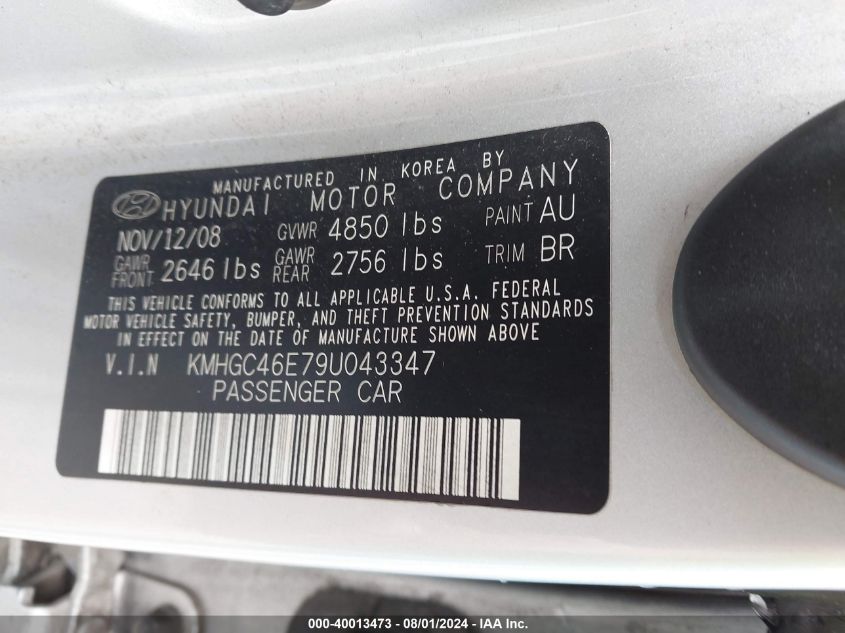 MANUFACTURED IN KOREA BY
HYUNDAI MOTOR COMPANY
NOV/12/08 GVWR 4850 lbs PAINT AU
GAWR FRONT 2646 lbs GAWR REAR 2756 lbs TRIM BR
THIS VEHICLE CONFORMS TO ALL APPLICABLE U.S.A. FEDERAL
MOTOR VEHICLE SAFETY, BUMPER, AND THEFT PREVENTION STANDARDS
IN EFFECT ON THE DATE OF MANUFACTURE SHOWN ABOVE
V.I.N KMHGC46E79U043347
PASSENGER CAR
000-40013473 - 08/01/2024 - IAA Inc.